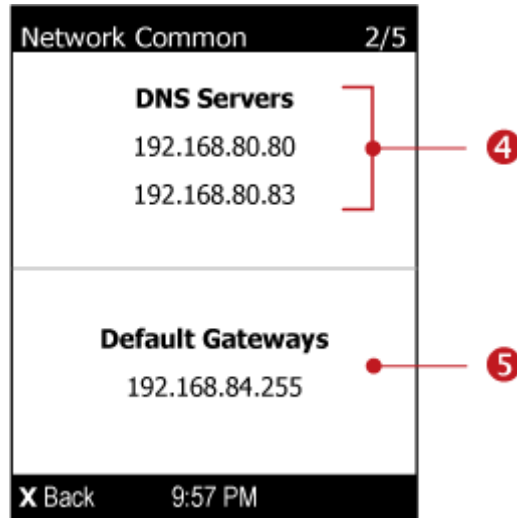 Network Common 2/5
DNS Servers
192.168.80.80
192.168.80.83
4
Default Gateways
192.168.84.255
5
X Back 9:57 PM